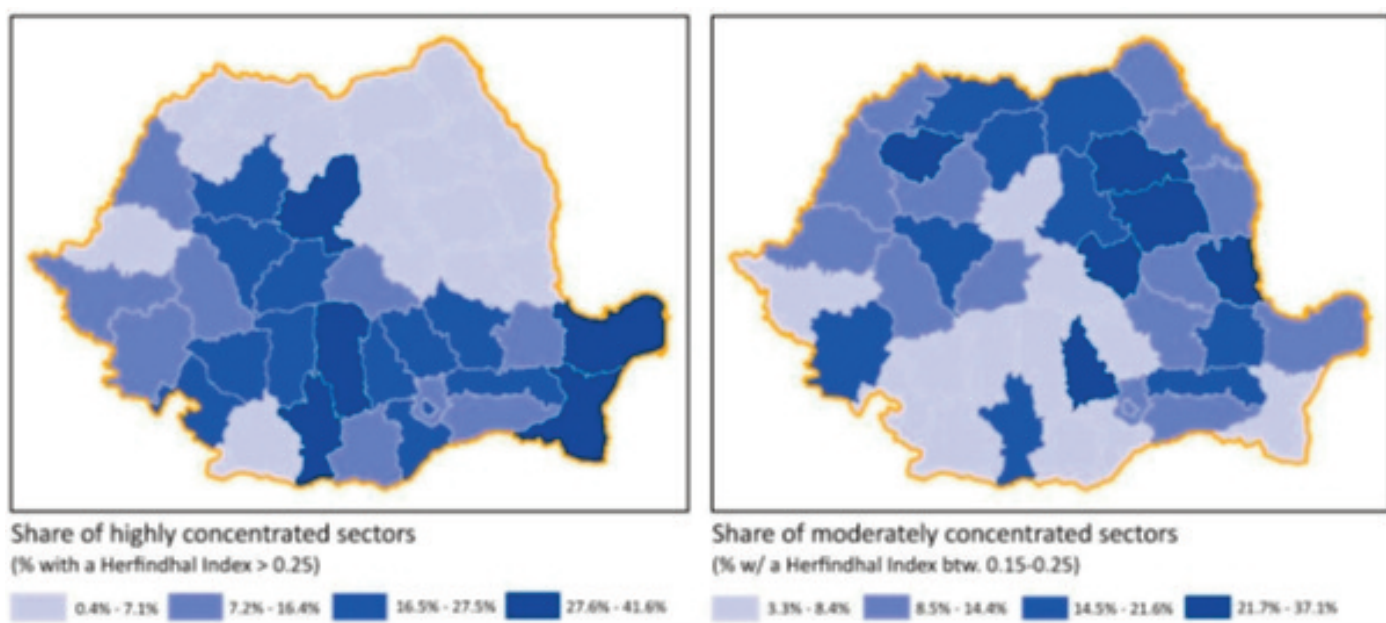 Share of highly concentrated sectors
(% with a Herfindhal Index > 0.25)
0.4% - 7.1% 7.2% - 16.4% 16.5% - 27.5% 27.6% - 41.6%
Share of moderately concentrated sectors
(% w/ a Herfindhal Index btw. 0.15-0.25)
3.3% - 8.4% 8.5% - 14.4% 14.5% - 21.6% 21.7% - 37.1%